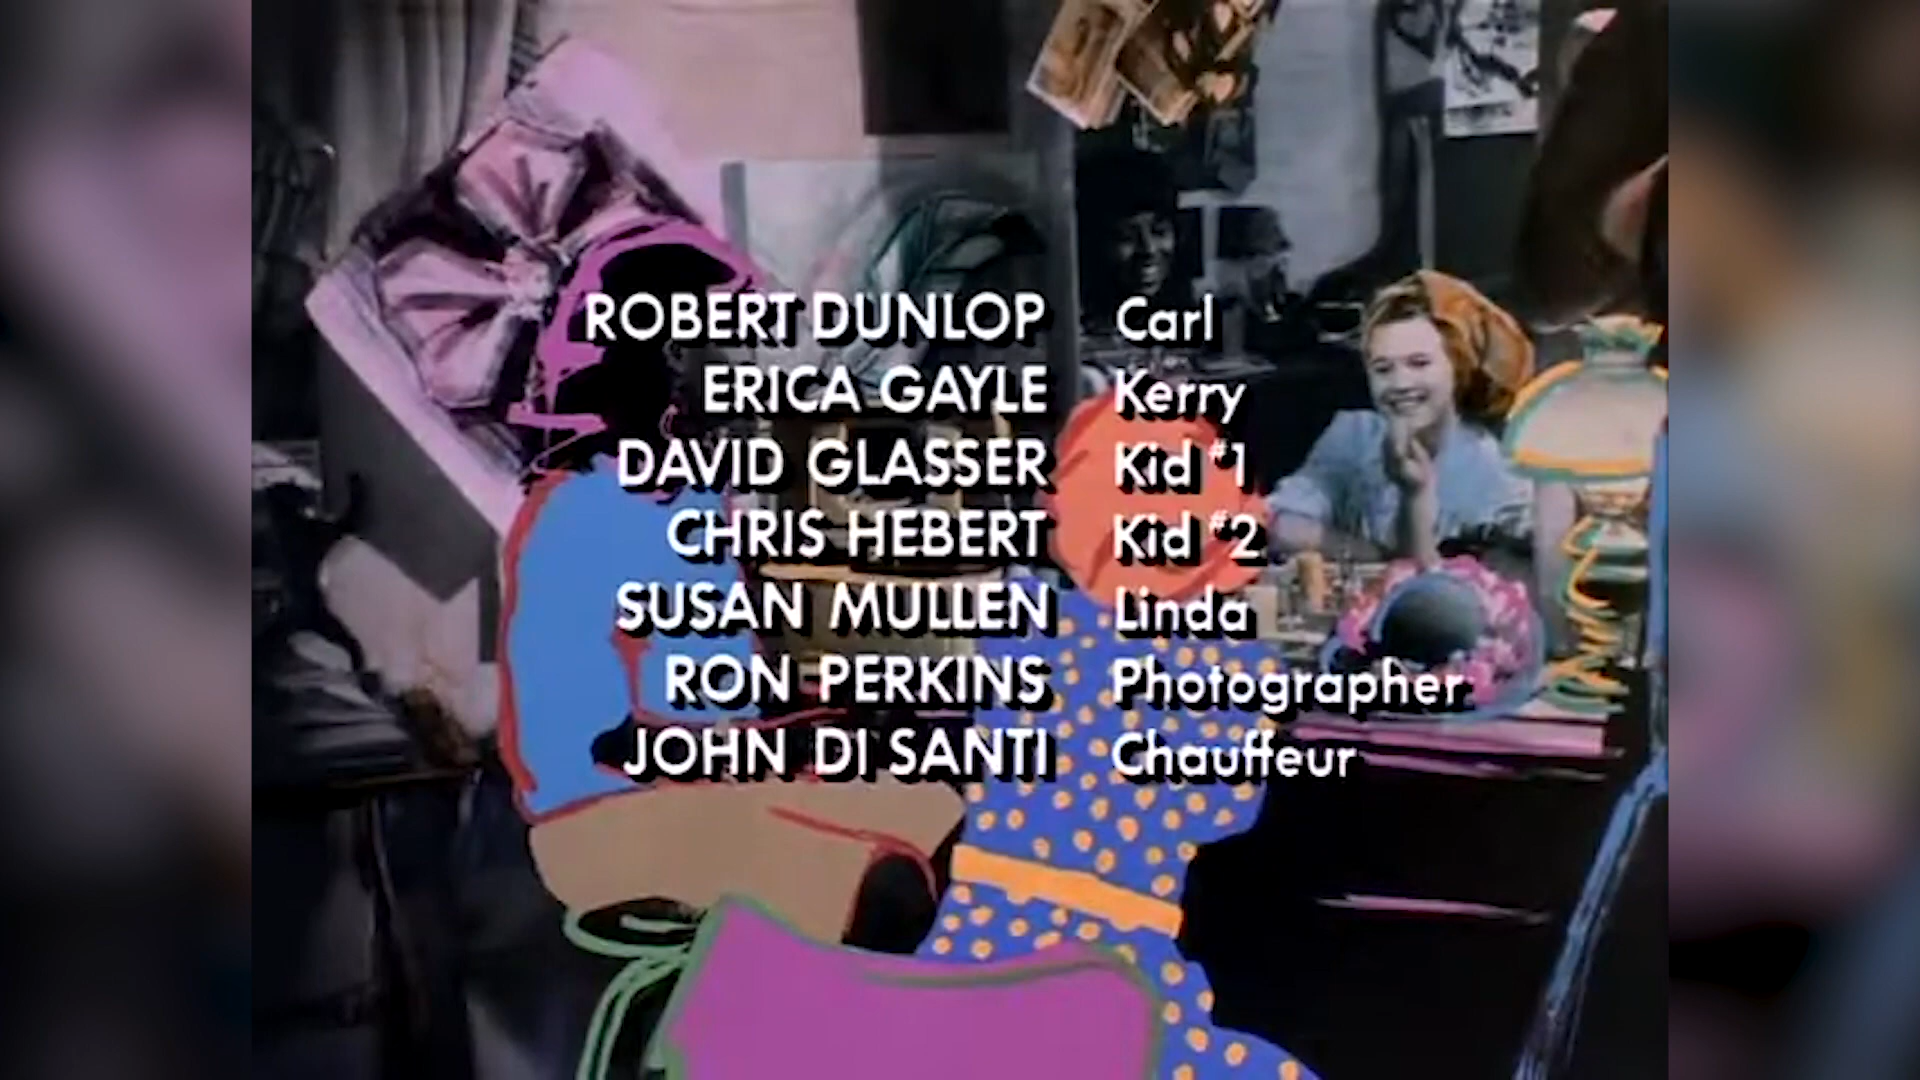 ROBERT DUNLOP Carl
ERICA GAYLE Kerry
DAVID GLASSER Kid #1
CHRIS HEBERT Kid #2
SUSAN MULLEN Linda
RON PERKINS Photographer
JOHN DI SANTI Chauffeur